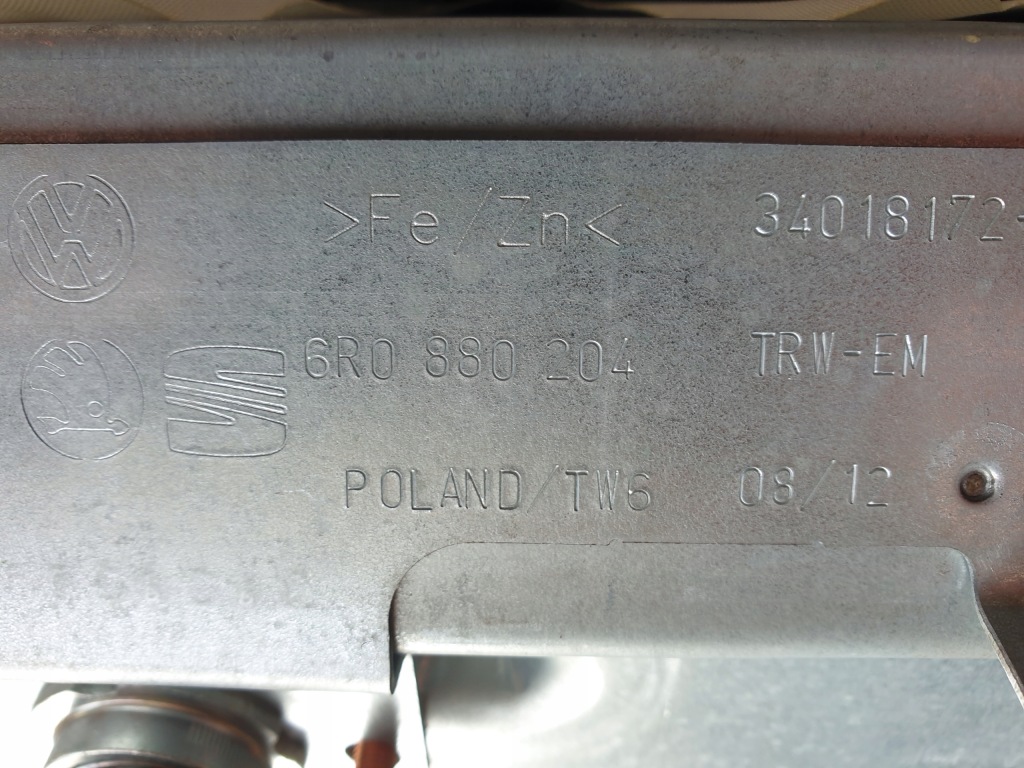 >Fe/Zn< 34018172-
6R0 880 204 TRW-EM
POLAND/TW6 08/12